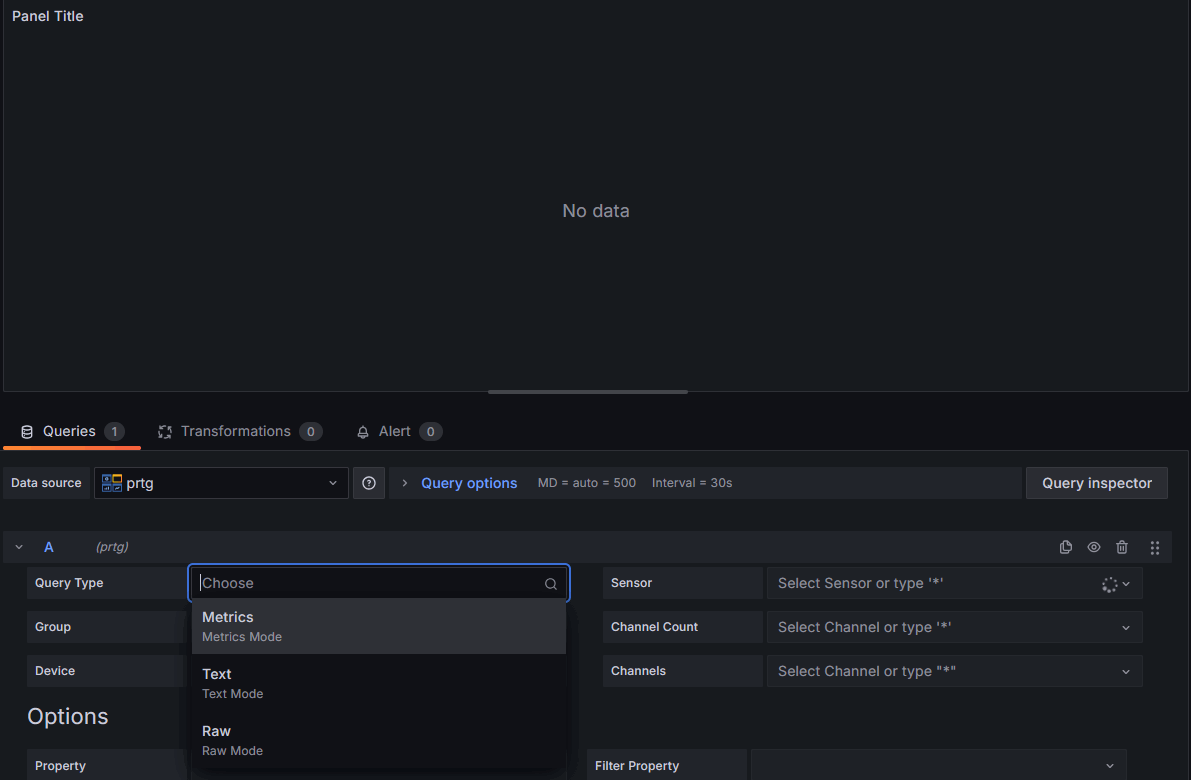 Panel Title
No data
Queries 1 Transformations 0 Alert 0
Data source prtg Query options MD = auto = 500 Interval = 30s Query inspector
A (prtg)
Query Type Choose Sensor Select Sensor or type '*'
Metrics
Metrics Mode
Group Channel Count Select Channel or type '*'
Device Text Channels Select Channel or type "*"
Text Mode
Options
Raw
Raw Mode
Property Filter Property